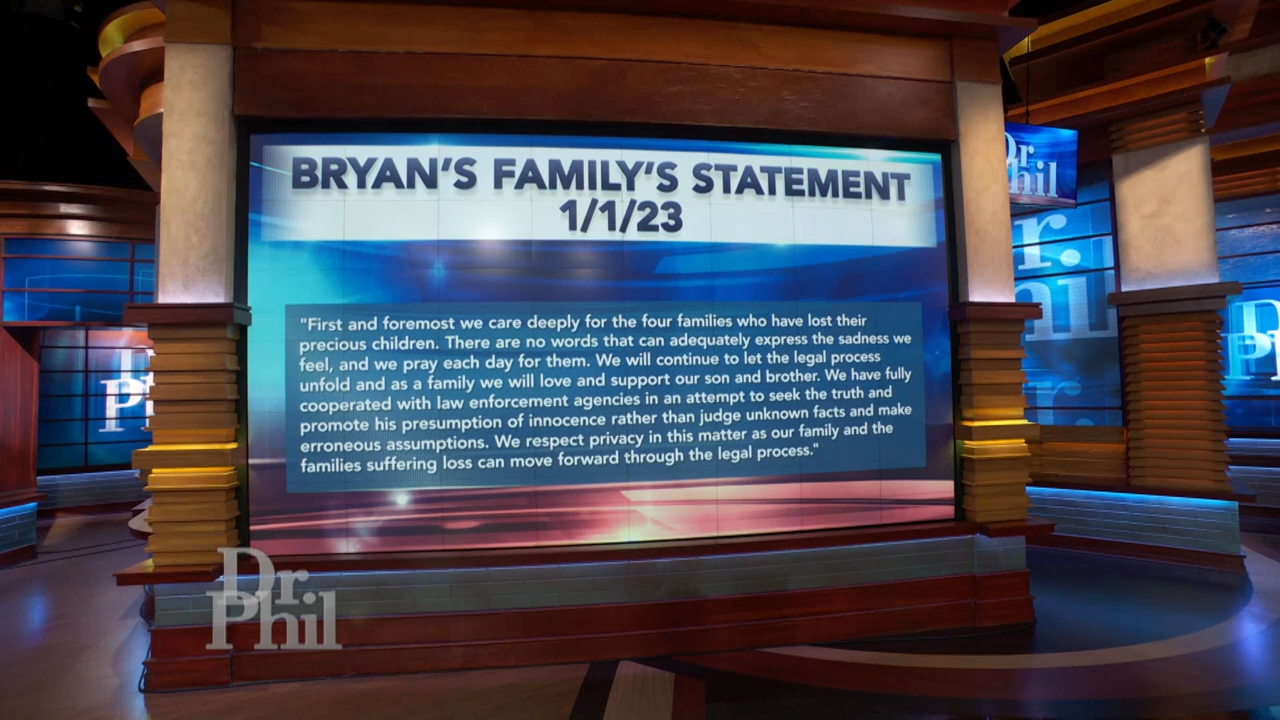 BRYAN'S FAMILY'S STATEMENT
1/1/23
"First and foremost we care deeply for the four families who have lost their
precious children. There are no words that can adequately express the sadness we
feel, and we pray each day for them. We will continue to let the legal process
unfold and as a family we will love and support our son and brother. We have fully
cooperated with law enforcement agencies in an attempt to seek the truth and
promote his presumption of innocence rather than judge unknown facts and make
erroneous assumptions. We respect privacy in this matter as our family and the
families suffering loss can move forward through the legal process."
Dr.
Phil
Dr
Phil